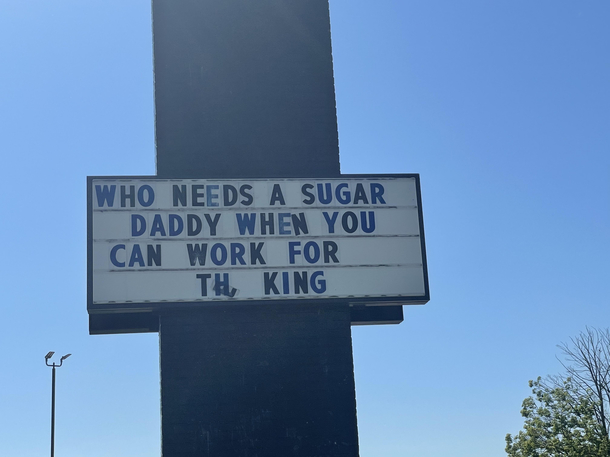 WHO NEEDS A SUGAR
DADDY WHEN YOU
CAN WORK FOR
TH, KING